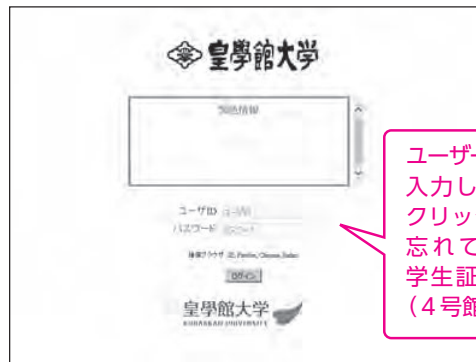 皇學館大学
ユーザID
パスワード
ログイン
皇學館大学
KOGAKKAN UNIVERSITY
ユーザー
入力し
クリッ
忘れて
学生証
（4号館